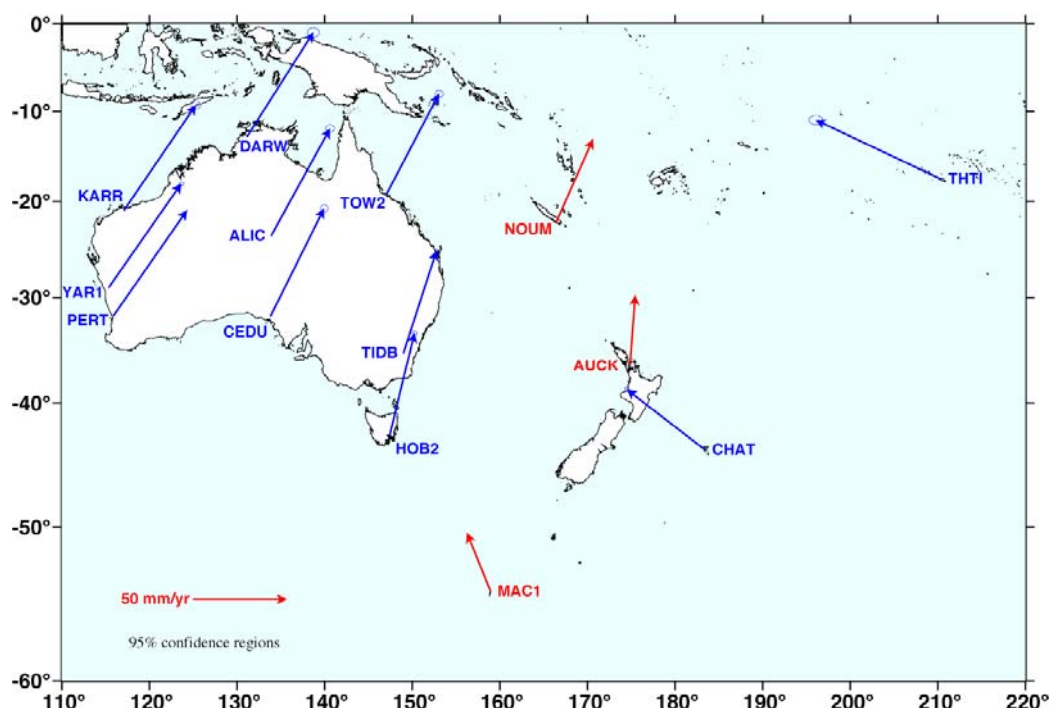 0°
-10°
-20°
-30°
-40°
-50°
-60°
DARW
KARR
TOW2
THTI
ALIC
NOUM
YAR1
PERT
CEDU
TIDB
AUCK
HOB2
CHAT
MAC1
50 mm/yr
95% confidence regions
110° 120° 130° 140° 150° 160° 170° 180° 190° 200° 210° 220°